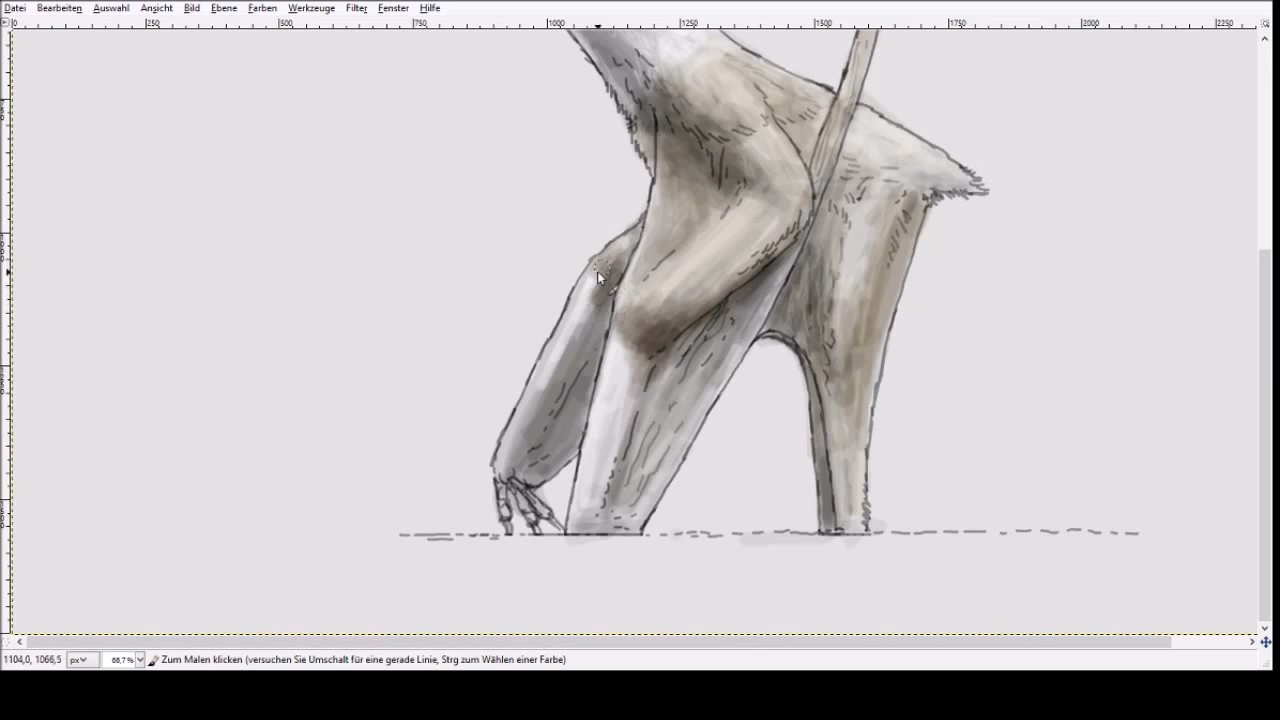 Datei Bearbeiten Auswahl Ansicht Bild Ebene Farben Werkzeuge Filter Fenster Hilfe
0 250 500 750 1000 1250 1500 1750 2000 2250
1104,0, 1066,5 px 66,7% Zum Malen klicken (versuchen Sie Umschalt für eine gerade Linie, Strg zum Wählen einer Farbe)